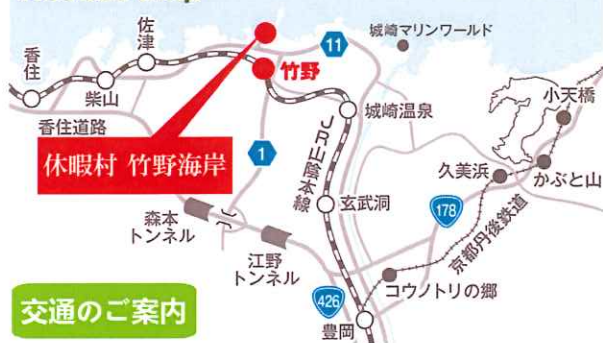 城崎マリンワールド
佐津
11
香住
竹野
柴山
城崎温泉
小天橋
香住道路
休暇村 竹野海岸
1
JR山陰本線
久美浜
かぶと山
玄武洞
178
森本
トンネル
江野
トンネル
京都丹後鉄道
コウノトリの郷
426
豊岡
交通のご案内